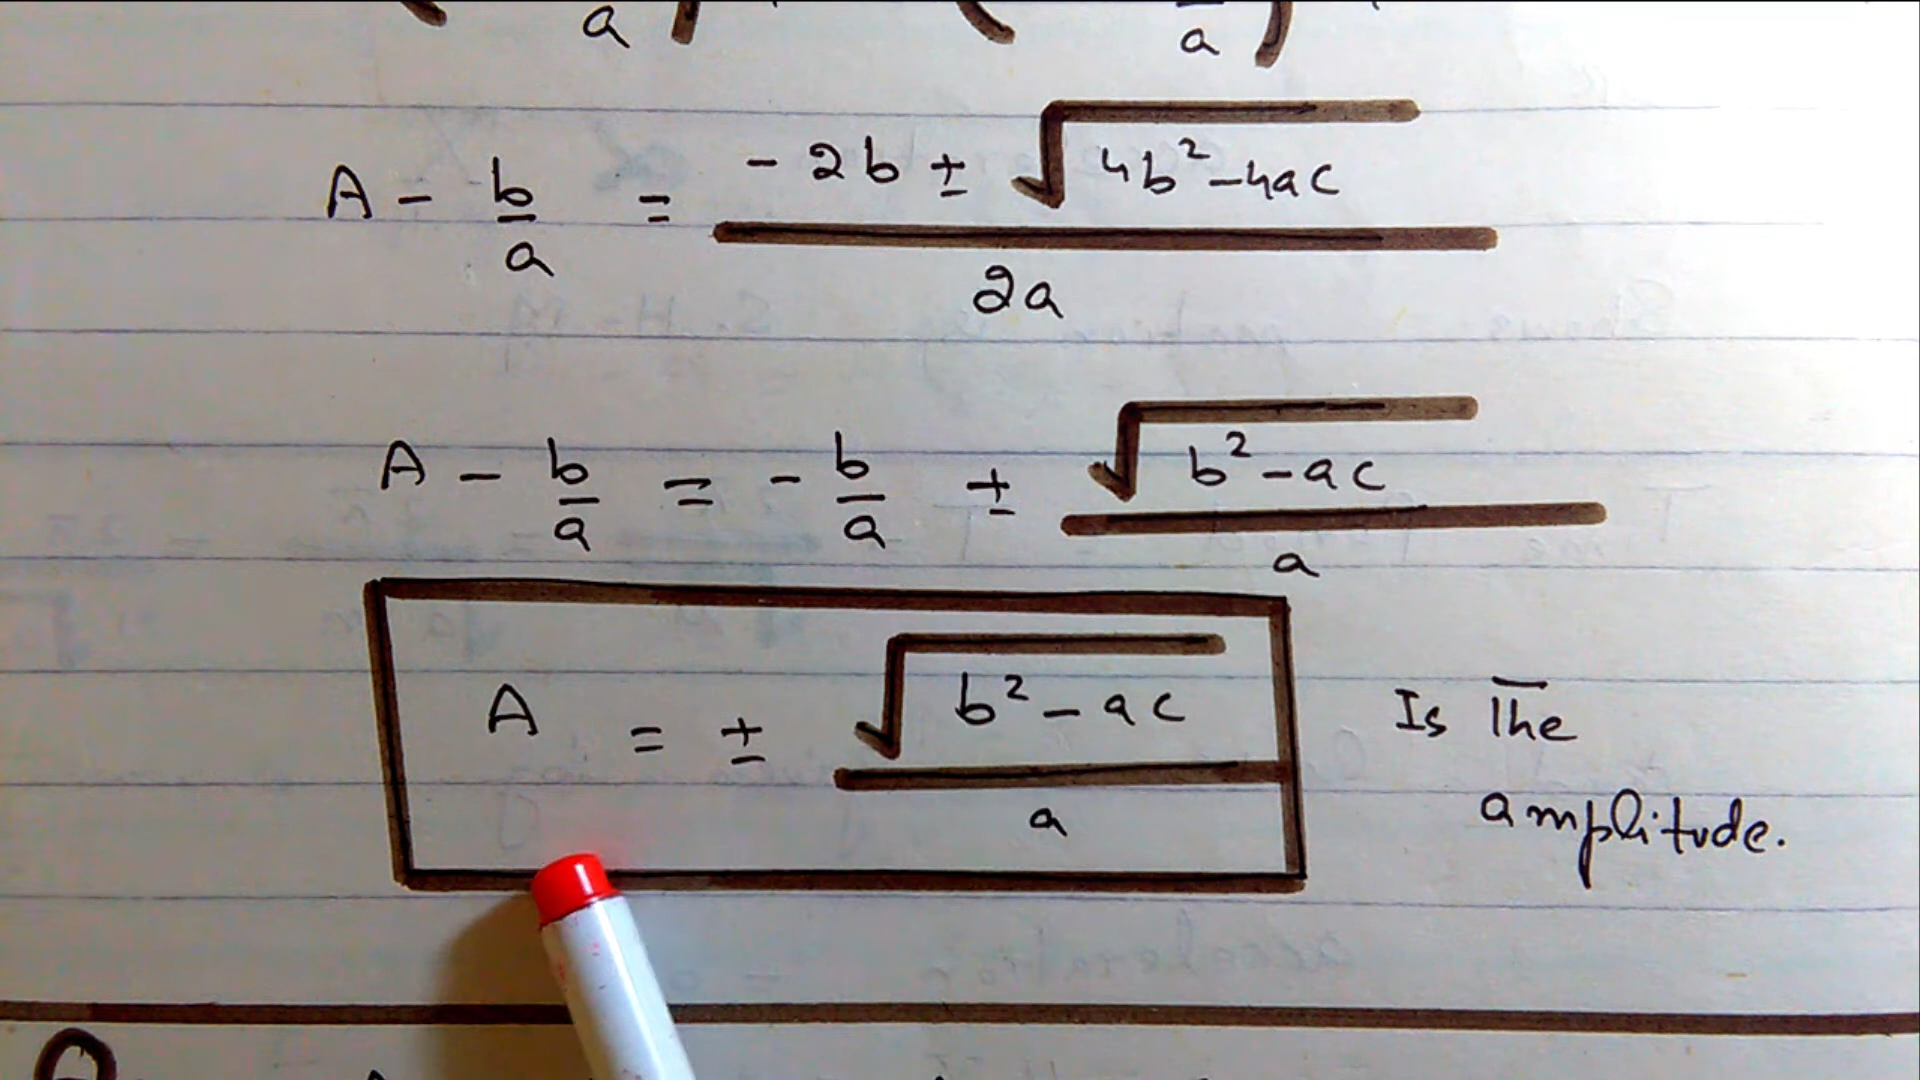 a a
A - b/a = (-2b ± √(4b² - 4ac)) / 2a
A - b/a = - b/a ± √(b² - ac) / a
A = ± √(b² - ac) / a Is The
amplitude.